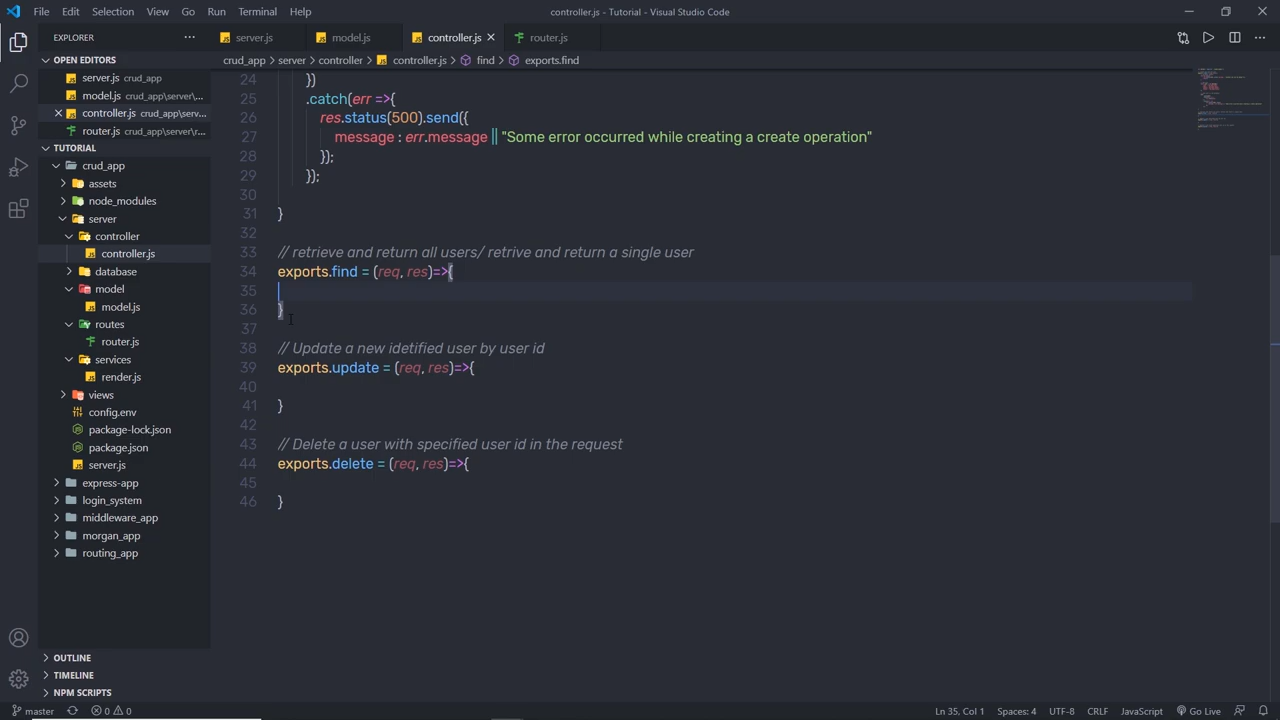 File Edit Selection View Go Run Terminal Help
controller.js - Tutorial - Visual Studio Code
EXPLORER
OPEN EDITORS
server.js crud_app
model.js crud_app\server\...
controller.js crud_app\serv...
router.js crud_app\server\r...
TUTORIAL
crud_app
assets
node_modules
server
controller
controller.js
database
model
model.js
routes
router.js
services
render.js
views
config.env
package-lock.json
package.json
server.js
express-app
login_system
middleware_app
morgan_app
routing_app
OUTLINE
TIMELINE
NPM SCRIPTS
server.js model.js controller.js router.js
crud_app > server > controller > controller.js > find > exports.find
24 })
25 .catch(err =>{
26 res.status(500).send({
27 message : err.message || "Some error occurred while creating a create operation"
28 });
29 });
30
31 }
32
33 // retrieve and return all users/ retrive and return a single user
34 exports.find = (req, res)=>{
35
36 }
37
38 // Update a new idetified user by user id
39 exports.update = (req, res)=>{
40
41 }
42
43 // Delete a user with specified user id in the request
44 exports.delete = (req, res)=>{
45
46 }
master 0 0 Ln 35, Col 1 Spaces: 4 UTF-8 CRLF JavaScript Go Live